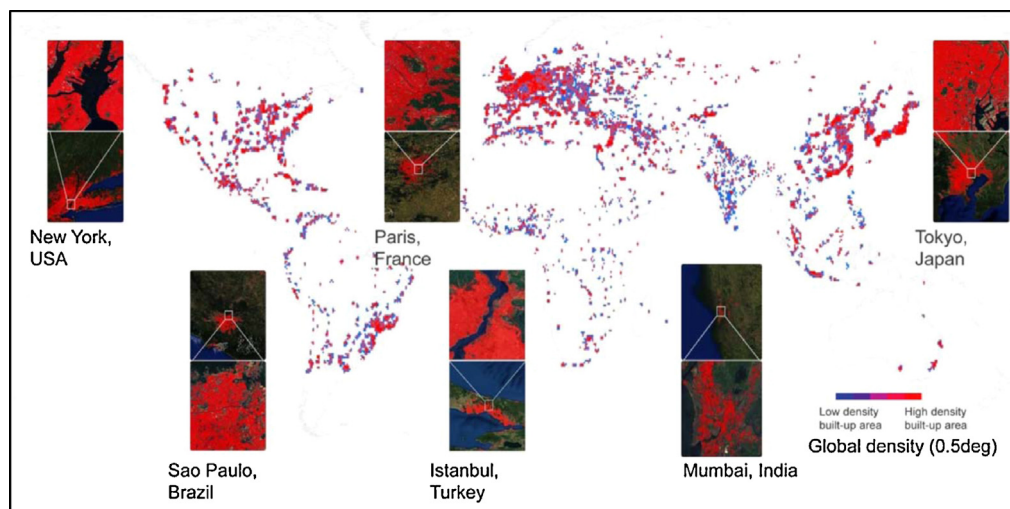 New York,
USA
Paris,
France
Tokyo,
Japan
Sao Paulo,
Brazil
Istanbul,
Turkey
Mumbai, India
Low density
built-up area
High density
built-up area
Global density (0.5deg)